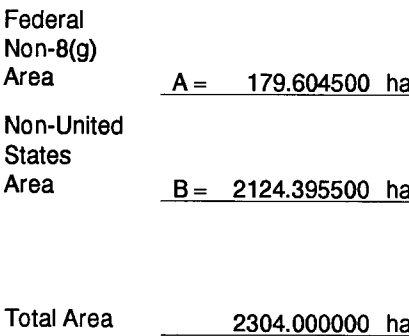 Federal
Non-8(g)
Area A = 179.604500 ha
Non-United
States
Area B = 2124.395500 ha
Total Area 2304.000000 ha